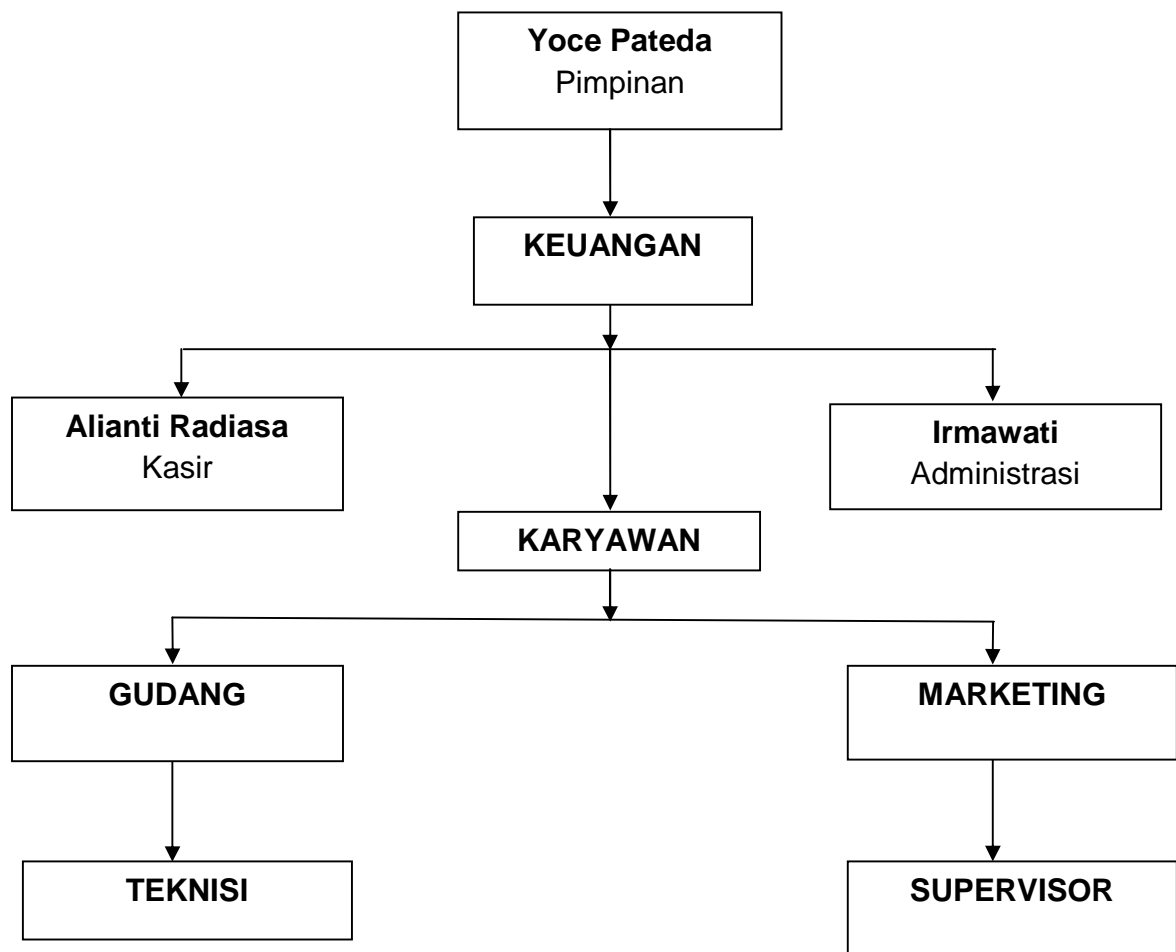 Yoce Pateda
Pimpinan
KEUANGAN
Alianti Radiasa
Kasir
Irmawati
Administrasi
KARYAWAN
GUDANG
MARKETING
TEKNISI
SUPERVISOR